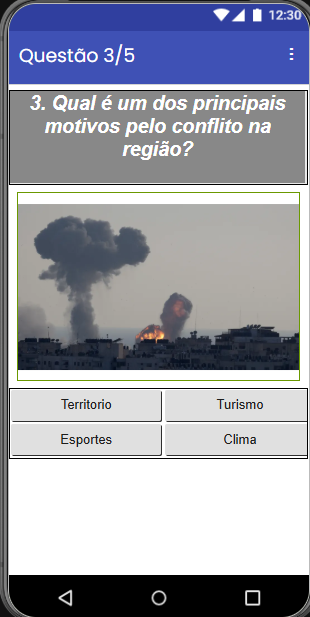 12:30
Questão 3/5
3. Qual é um dos principais
motivos pelo conflito na
região?
Territorio
Turismo
Esportes
Clima